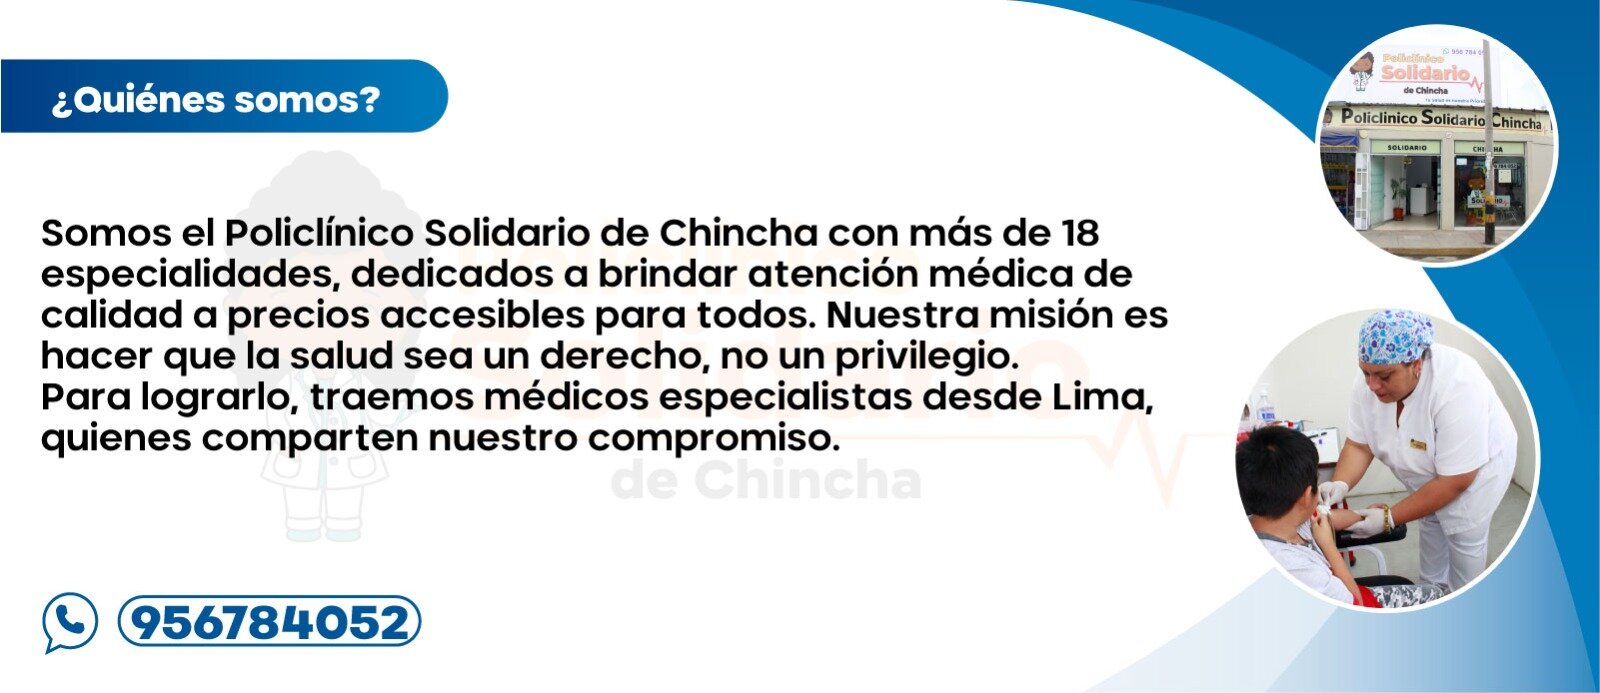 ¿Quiénes somos?
Somos el Policlínico Solidario de Chincha con más de 18
especialidades, dedicados a brindar atención médica de
calidad a precios accesibles para todos. Nuestra misión es
hacer que la salud sea un derecho, no un privilegio.
Para lograrlo, traemos médicos especialistas desde Lima,
quienes comparten nuestro compromiso.
de Chincha
956784052
Policlínico
Solidario
de Chincha
Policlinico Solidario Chincha
SOLIDARIO